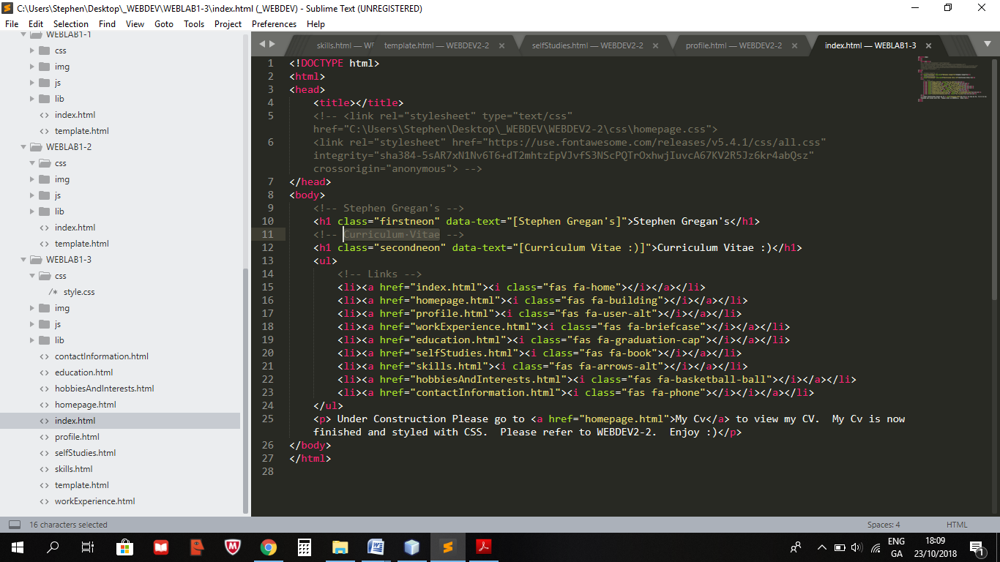 C:\Users\Stephen\Desktop\_WEBDEV\WEBLAB1-3\index.html (_WEBDEV) - Sublime Text (UNREGISTERED)
File Edit Selection Find View Goto Tools Project Preferences Help
WEBLAB1-1
css
img
js
lib
index.html
template.html
WEBLAB1-2
css
img
js
lib
index.html
template.html
WEBLAB1-3
css
/* style.css
img
js
lib
contactInformation.html
education.html
hobbiesAndInterests.html
homepage.html
index.html
profile.html
selfStudies.html
skills.html
template.html
workExperience.html
skills.html — WE template.html — WEBDEV2-2 × selfStudies.html — WEBDEV2-2 × profile.html — WEBDEV2-2 × index.html — WEBLAB1-3 ×
1 <!DOCTYPE html>
2 <html>
3 <head>
4 <title></title>
5 <!-- <link rel="stylesheet" type="text/css"
href="C:\Users\Stephen\Desktop\_WEBDEV\WEBDEV2-2\css\homepage.css">
6 <link rel="stylesheet" href="https://use.fontawesome.com/releases/v5.4.1/css/all.css"
integrity="sha384-5sAR7xN1Nv6T6+dT2mhtzEpVJvfS3NScPQTrOxhwjIuvcA67KV2R5Jz6kr4abQsz"
crossorigin="anonymous"> -->
7 </head>
8 <body>
9 <!-- Stephen Gregan's -->
10 <h1 class="firstneon" data-text="[Stephen Gregan's]">Stephen Gregan's</h1>
11 <!-- Curriculum·Vitae -->
12 <h1 class="secondneon" data-text="[Curriculum Vitae :)]">Curriculum Vitae :)</h1>
13 <ul>
14 <!-- Links -->
15 <li><a href="index.html"><i class="fas fa-home"></i></a></li>
16 <li><a href="homepage.html"><i class="fas fa-building"></i></a></li>
17 <li><a href="profile.html"><i class="fas fa-user-alt"></i></a></li>
18 <li><a href="workExperience.html"><i class="fas fa-briefcase"></i></a></li>
19 <li><a href="education.html"><i class="fas fa-graduation-cap"></i></a></li>
20 <li><a href="selfStudies.html"><i class="fas fa-book"></i></a></li>
21 <li><a href="skills.html"><i class="fas fa-arrows-alt"></i></a></li>
22 <li><a href="hobbiesAndInterests.html"><i class="fas fa-basketball-ball"></i></a></li>
23 <li><a href="contactInformation.html"><i class="fas fa-phone"></i></i></a></li>
24 </ul>
25 <p> Under Construction Please go to <a href="homepage.html">My Cv</a> to view my CV.  My Cv is now
finished and styled with CSS.  Please refer to WEBDEV2-2.  Enjoy :)</p>
26 </body>
27 </html>
28
16 characters selected Spaces: 4 HTML
ENG 18:09
GA 23/10/2018 1